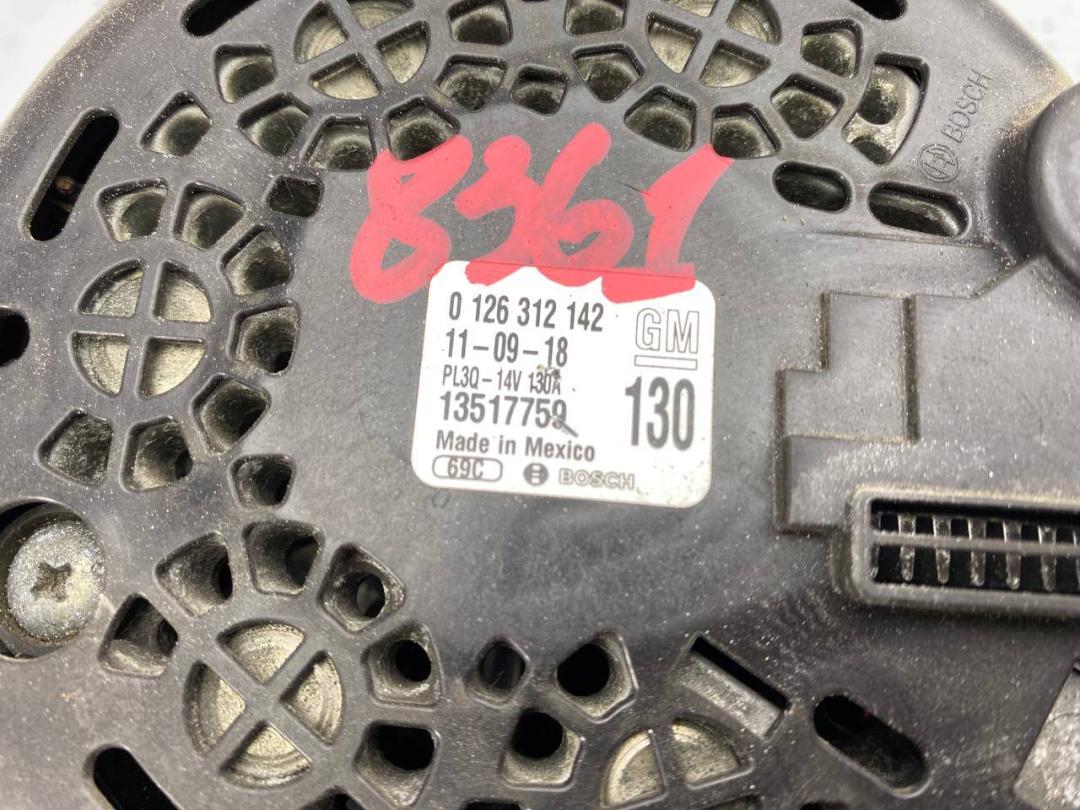 BOSCH
8361
0 126 312 142
GM
11-09-18
PL3Q-14V 130A
130
13517759
Made in Mexico
69C BOSCH